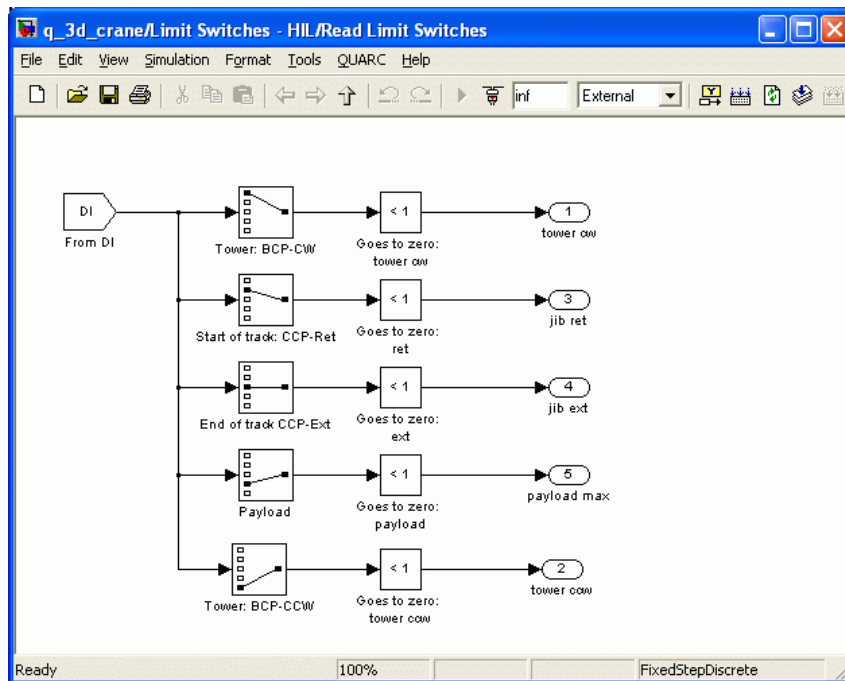 q_3d_crane/Limit Switches - HIL/Read Limit Switches
File Edit View Simulation Format Tools QUARC Help
inf External
DI
From DI
Tower: BCP-CW
< 1
Goes to zero:
tower cw
1
tower cw
Start of track: CCP-Ret
< 1
Goes to zero:
ret
3
jib ret
End of track CCP-Ext
< 1
Goes to zero:
ext
4
jib ext
Payload
< 1
Goes to zero:
payload
5
payload max
Tower: BCP-CCW
< 1
Goes to zero:
tower ccw
2
tower ccw
Ready 100% FixedStepDiscrete